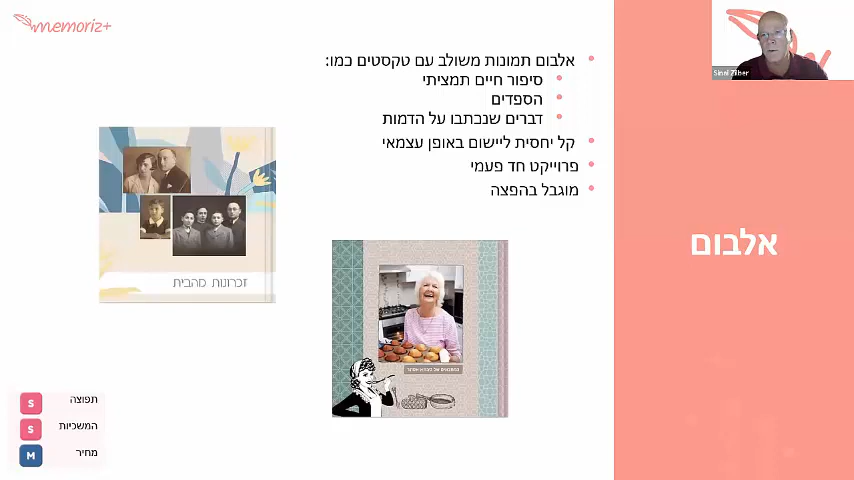 memoriz+
אלבום תמונות משולב עם טקסטים כמו:
סיפור חיים תמציתי
הספדים
דברים שנכתבו על הדמות
קל יחסית ליישום באופן עצמאי
פרוייקט חד פעמי
מוגבל בהפצה
אלבום
זכרונות מהבית
תפוצה S
המשכיות S
מחיר M